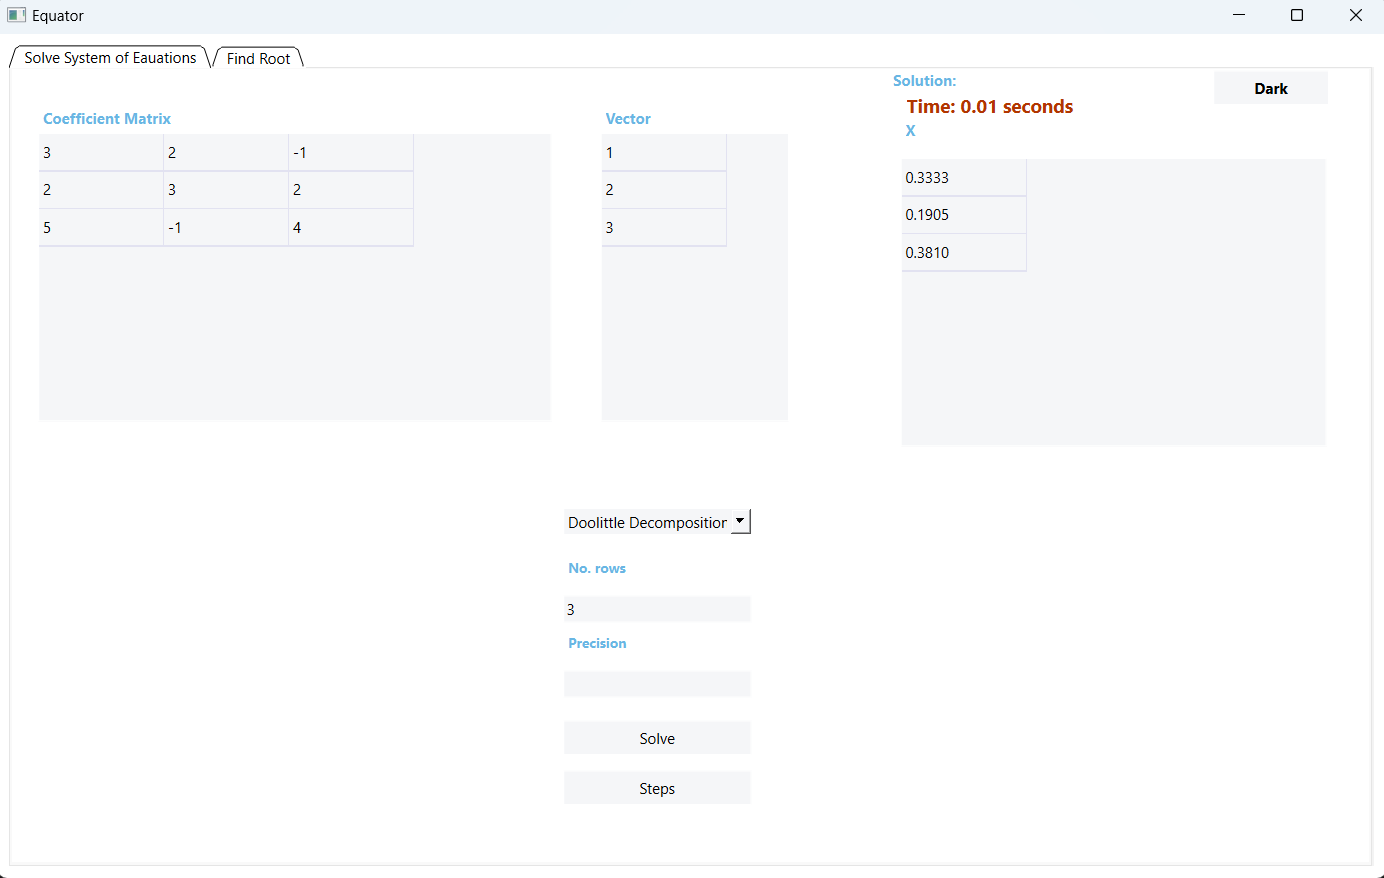 Equator
Solve System of Eauations
Find Root
Solution:
Dark
Time: 0.01 seconds
Coefficient Matrix
Vector
X
3 2 -1
2 3 2
5 -1 4
1
2
3
0.3333
0.1905
0.3810
Doolittle Decomposition
No. rows
3
Precision
Solve
Steps